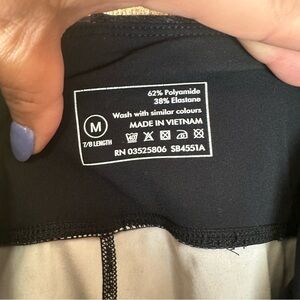 62% Polyamide
38% Elastane
Wash with similar colours
MADE IN VIETNAM
M
7/8 LENGTH
RN 03525806 SB4551A